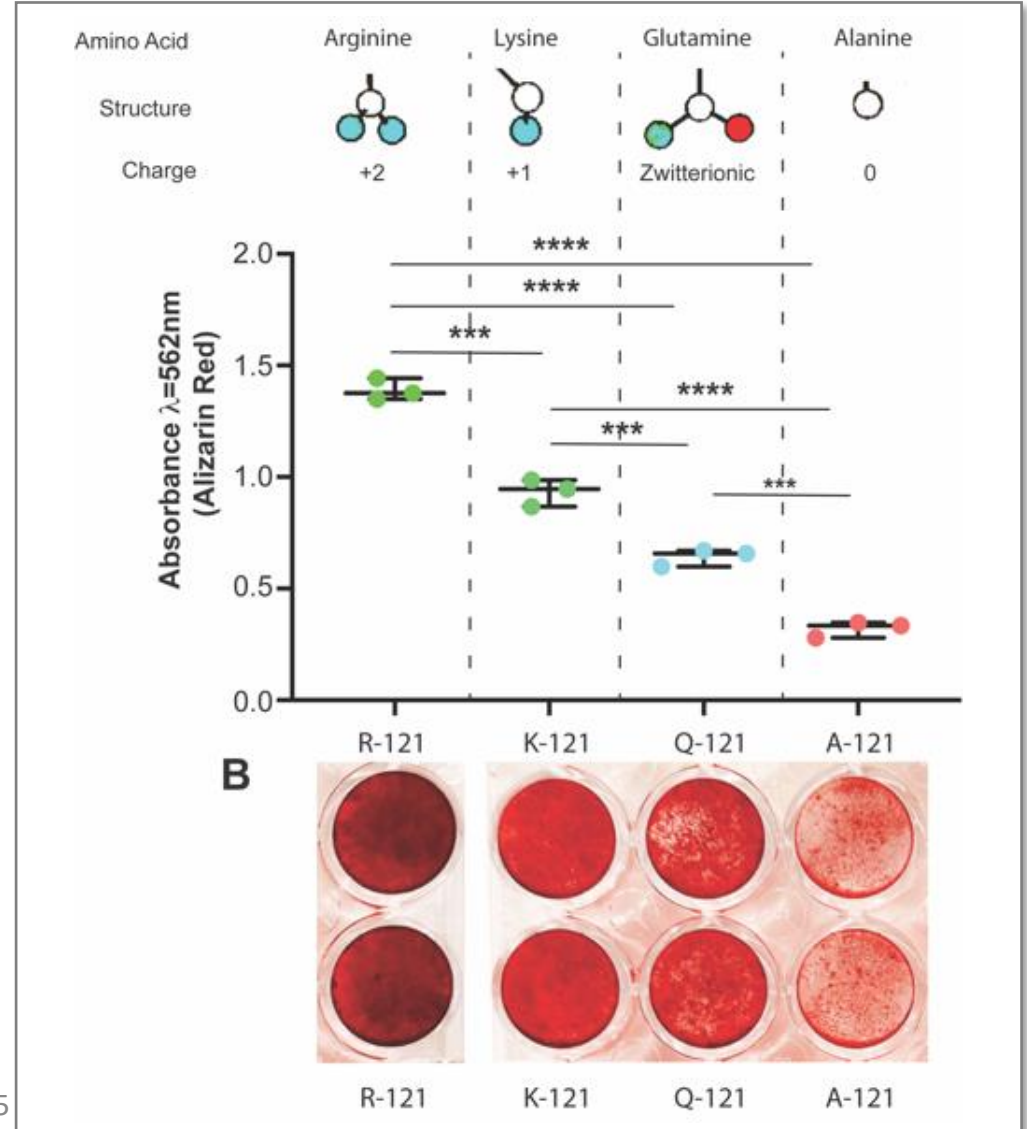 Amino Acid Arginine Lysine Glutamine Alanine
Structure
Charge +2 +1 Zwitterionic 0
****
****
***
****
***
***
Absorbance λ=562nm
(Alizarin Red)
2.0
1.5
1.0
0.5
0.0
R-121 K-121 Q-121 A-121
B
R-121 K-121 Q-121 A-121
5